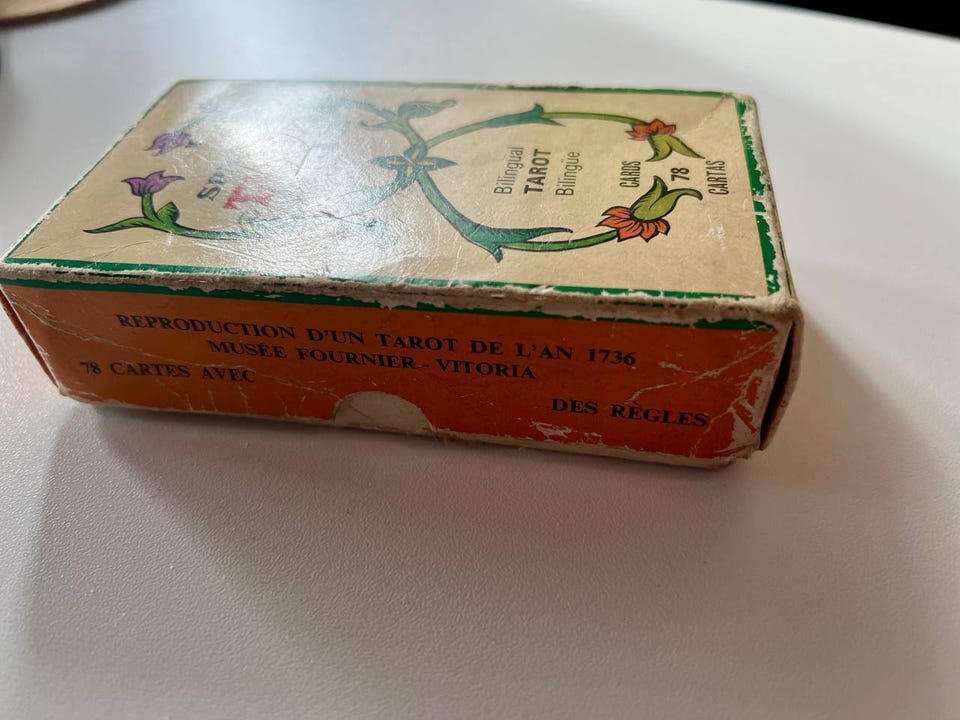 Bilingual
TAROT
Bilingüe
CARDS
78
CARTAS
REPRODUCTION D'UN TAROT DE L'AN 1736
MUSÉE FOURNIER - VITORIA
78 CARTES AVEC
DES RÈGLES